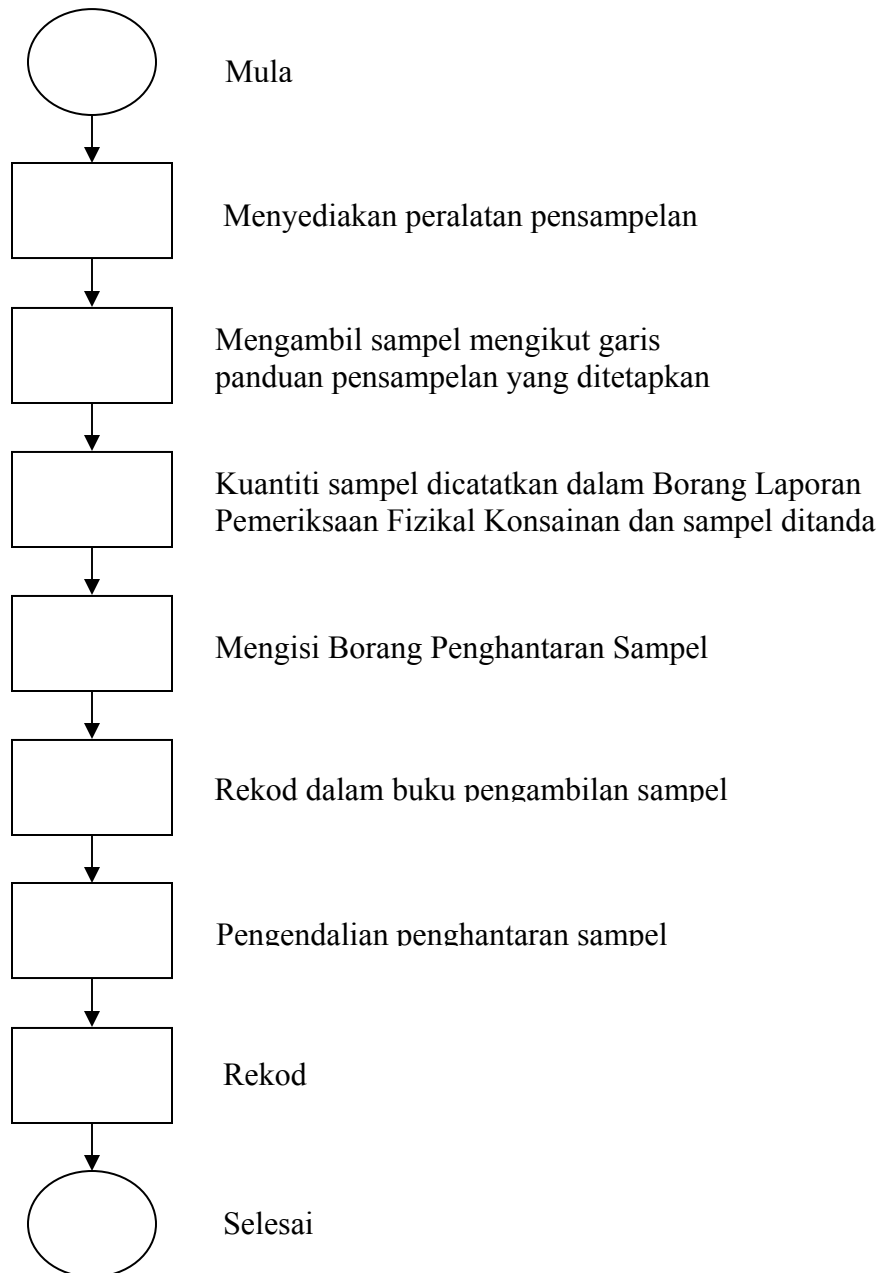 Mula
Menyediakan peralatan pensampelan
Mengambil sampel mengikut garis
panduan pensampelan yang ditetapkan
Kuantiti sampel dicatatkan dalam Borang Laporan
Pemeriksaan Fizikal Konsainan dan sampel ditanda
Mengisi Borang Penghantaran Sampel
Rekod dalam buku pengambilan sampel
Pengendalian penghantaran sampel
Rekod
Selesai